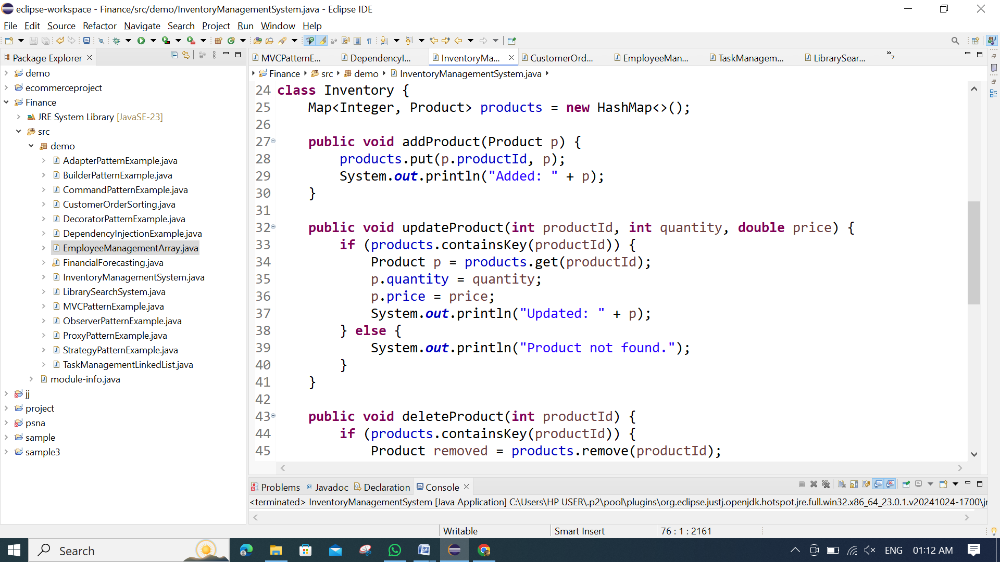 eclipse-workspace - Finance/src/demo/InventoryManagementSystem.java - Eclipse IDE
File Edit Source Refactor Navigate Search Project Run Window Help
Package Explorer
demo
ecommerceproject
Finance
JRE System Library [JavaSE-23]
src
demo
AdapterPatternExample.java
BuilderPatternExample.java
CommandPatternExample.java
CustomerOrderSorting.java
DecoratorPatternExample.java
DependencyInjectionExample.java
EmployeeManagementArray.java
FinancialForecasting.java
InventoryManagementSystem.java
LibrarySearchSystem.java
MVCPatternExample.java
ObserverPatternExample.java
ProxyPatternExample.java
StrategyPatternExample.java
TaskManagementLinkedList.java
module-info.java
jj
project
psna
sample
sample3
MVCPatternE... DependencyI... InventoryMa... CustomerOrd... EmployeeMan... TaskManagem... LibrarySear... »7
Finance src demo InventoryManagementSystem.java
24 class Inventory {
25 Map<Integer, Product> products = new HashMap<>();
26
27 public void addProduct(Product p) {
28 products.put(p.productId, p);
29 System.out.println("Added: " + p);
30 }
31
32 public void updateProduct(int productId, int quantity, double price) {
33 if (products.containsKey(productId)) {
34 Product p = products.get(productId);
35 p.quantity = quantity;
36 p.price = price;
37 System.out.println("Updated: " + p);
38 } else {
39 System.out.println("Product not found.");
40 }
41 }
42
43 public void deleteProduct(int productId) {
44 if (products.containsKey(productId)) {
45 Product removed = products.remove(productId);
Problems Javadoc Declaration Console
<terminated> InventoryManagementSystem [Java Application] C:\Users\HP USER\.p2\pool\plugins\org.eclipse.justj.openjdk.hotspot.jre.full.win32.x86_64_23.0.1.v20241024-1700\jr
Writable Smart Insert 76 : 1 : 2161
Search ENG 01:12 AM